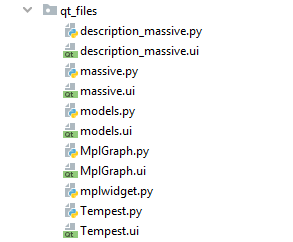 qt_files
description_massive.py
description_massive.ui
massive.py
massive.ui
models.py
models.ui
MplGraph.py
MplGraph.ui
mplwidget.py
Tempest.py
Tempest.ui